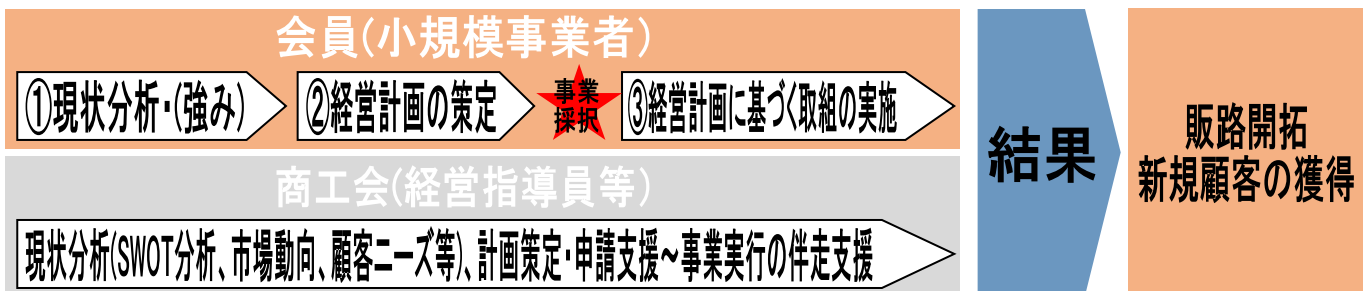 会員(小規模事業者)
①現状分析・(強み)
②経営計画の策定
事業
採択
③経営計画に基づく取組の実施
商工会(経営指導員等)
現状分析(SWOT分析、市場動向、顧客ニーズ等)、計画策定・申請支援～事業実行の伴走支援
結果
販路開拓
新規顧客の獲得